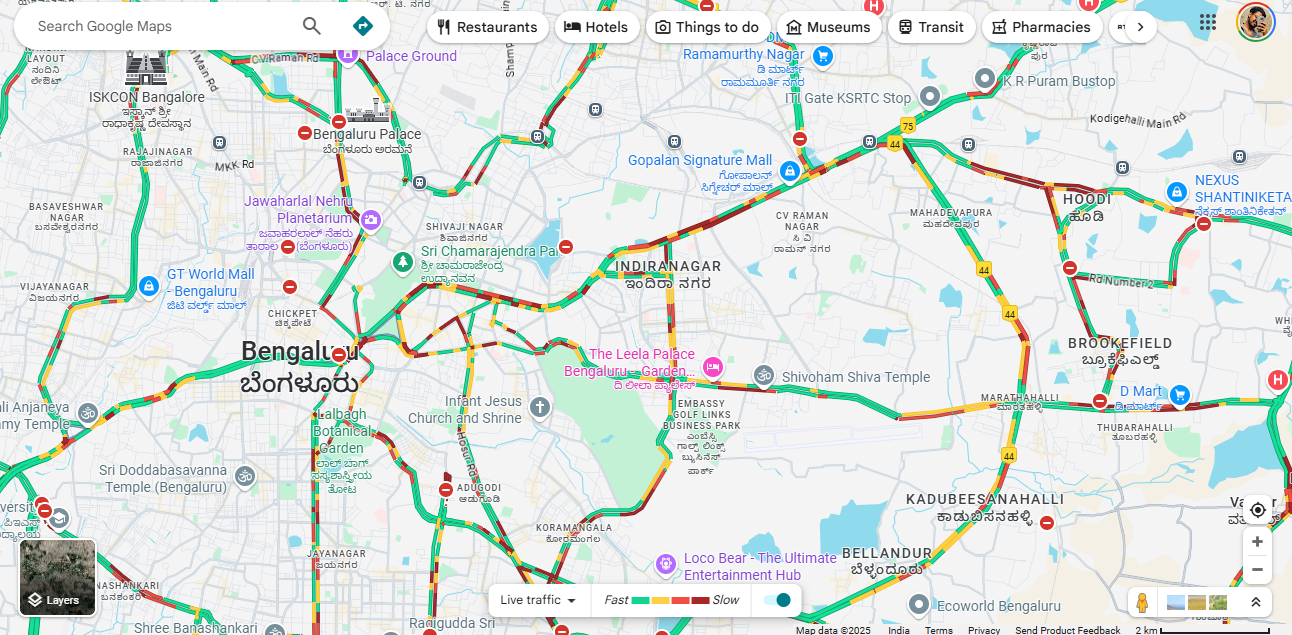 Search Google Maps
Restaurants
Hotels
Things to do
Museums
Transit
Pharmacies
LAYOUT
ನಂದಿನಿ
ಲೇಔಟ್
C V Raman Rd
Palace Ground
Ramamurthy Nagar
ಡಿ ಮಾರ್ಟ್
ರಾಮಮೂರ್ತಿ ನಗರ
K R Puram Bustop
ITI Gate KSRTC Stop
ISKCON Bangalore
ಇಸ್ಕಾನ್ ಶ್ರೀ
ರಾಧಾಕೃಷ್ಣ ದೇವಸ್ಥಾನ
Bengaluru Palace
ಬೆಂಗಳೂರು ಅರಮನೆ
75
44
Kodigehalli Main Rd
RAJAJINAGAR
ರಾಜಾಜಿನಗರ
MKK Rd
Gopalan Signature Mall
ಗೋಪಾಲನ್
ಸಿಗ್ನೇಚರ್ ಮಾಲ್
NEXUS
SHANTINIKETA
ನೆಕ್ಸಸ್ ಶಾಂತಿನಿಕೇತನ್
HOODI
ಹೂಡಿ
Jawaharlal Nehru
Planetarium
ಜವಾಹರಲಾಲ್ ನೆಹರು
ತಾರಾಲಯ (ಬೆಂಗಳೂರು)
BASAVESHWAR
NAGAR
ಬಸವೇಶ್ವರನಗರ
SHIVAJI NAGAR
ಶಿವಾಜಿನಗರ
CV RAMAN
NAGAR
ಸಿ ವಿ
ರಾಮನ್ ನಗರ
MAHADEVAPURA
ಮಹದೇವಪುರ
Sri Chamarajendra Par
ಶ್ರೀ ಚಾಮರಾಜೇಂದ್ರ
ಉದ್ಯಾನವನ
INDIRANAGAR
ಇಂದಿರಾ ನಗರ
44
Rd Number 2
GT World Mall
- Bengaluru
ಜಿಟಿ ವರ್ಲ್ಡ್ ಮಾಲ್
VIJAYANAGAR
ವಿಜಯನಗರ
CHICKPET
ಚಿಕ್ಕಪೇಟೆ
44
Bengaluru
ಬೆಂಗಳೂರು
BROOKEFIELD
ಬ್ರೂಕ್‌ಫೀಲ್ಡ್
The Leela Palace
Bengaluru - Garden...
ದಿ ಲೀಲಾ ಪ್ಯಾಲೇಸ್
Shivoham Shiva Temple
D Mart
ಡಿ ಮಾರ್ಟ್
MARATHAHALLI
ಮಾರತಹಳ್ಳಿ
Infant Jesus
Church and Shrine
EMBASSY
GOLF LINKS
BUSINESS PARK
ಎಂಬೆಸಿ
ಗಾಲ್ಫ್ ಲಿಂಕ್ಸ್
ಬ್ಯುಸಿನೆಸ್
ಪಾರ್ಕ್
THUBARAHALLI
ತೂಬರಹಳ್ಳಿ
Anjaneya
Temple
Lalbagh
Botanical
Garden
ಲಾಲ್ ಬಾಗ್
ಸಸ್ಯಶಾಸ್ತ್ರೀಯ
ತೋಟ
Hosur Rd
44
Sri Doddabasavanna
Temple (Bengaluru)
ADUGODI
ಆಡುಗೊಡಿ
KADUBEESANAHALLI
ಕಾಡುಬಿಸನಹಳ್ಳಿ
KORAMANGALA
ಕೋರಮಂಗಲ
JAYANAGAR
ಜಯನಗರ
BELLANDUR
ಬೆಳ್ಳಂದೂರು
Loco Bear - The Ultimate
Entertainment Hub
NASHANKARI
ಬನಶಂಕರಿ
Layers
Live traffic
Fast
Slow
Ecoworld Bengaluru
Shree Banashankari
Ragigudda Sri
Map data ©2025
India
Terms
Privacy
Send Product Feedback
2 km